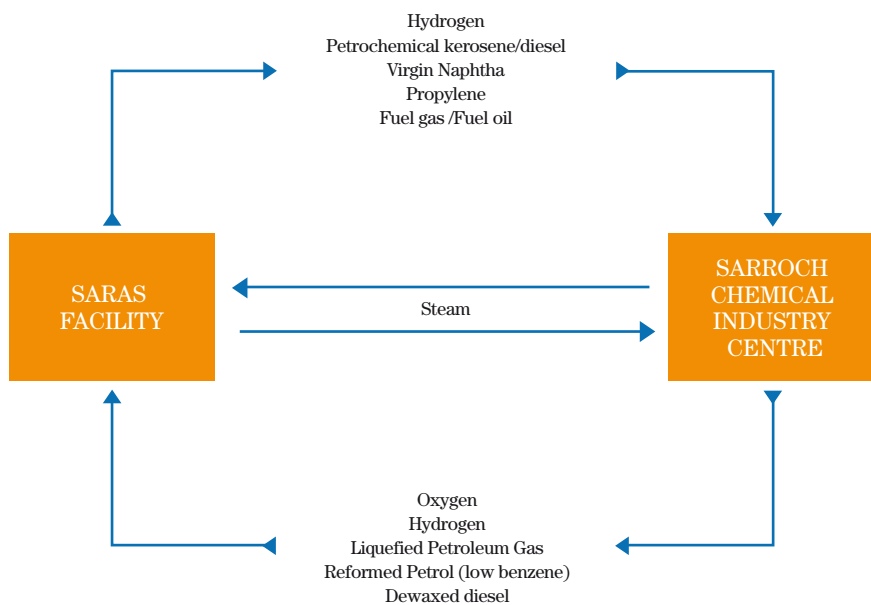 Hydrogen
Petrochemical kerosene/diesel
Virgin Naphtha
Propylene
Fuel gas /Fuel oil
SARAS
FACILITY
Steam
SARROCH
CHEMICAL
INDUSTRY
CENTRE
Oxygen
Hydrogen
Liquefied Petroleum Gas
Reformed Petrol (low benzene)
Dewaxed diesel